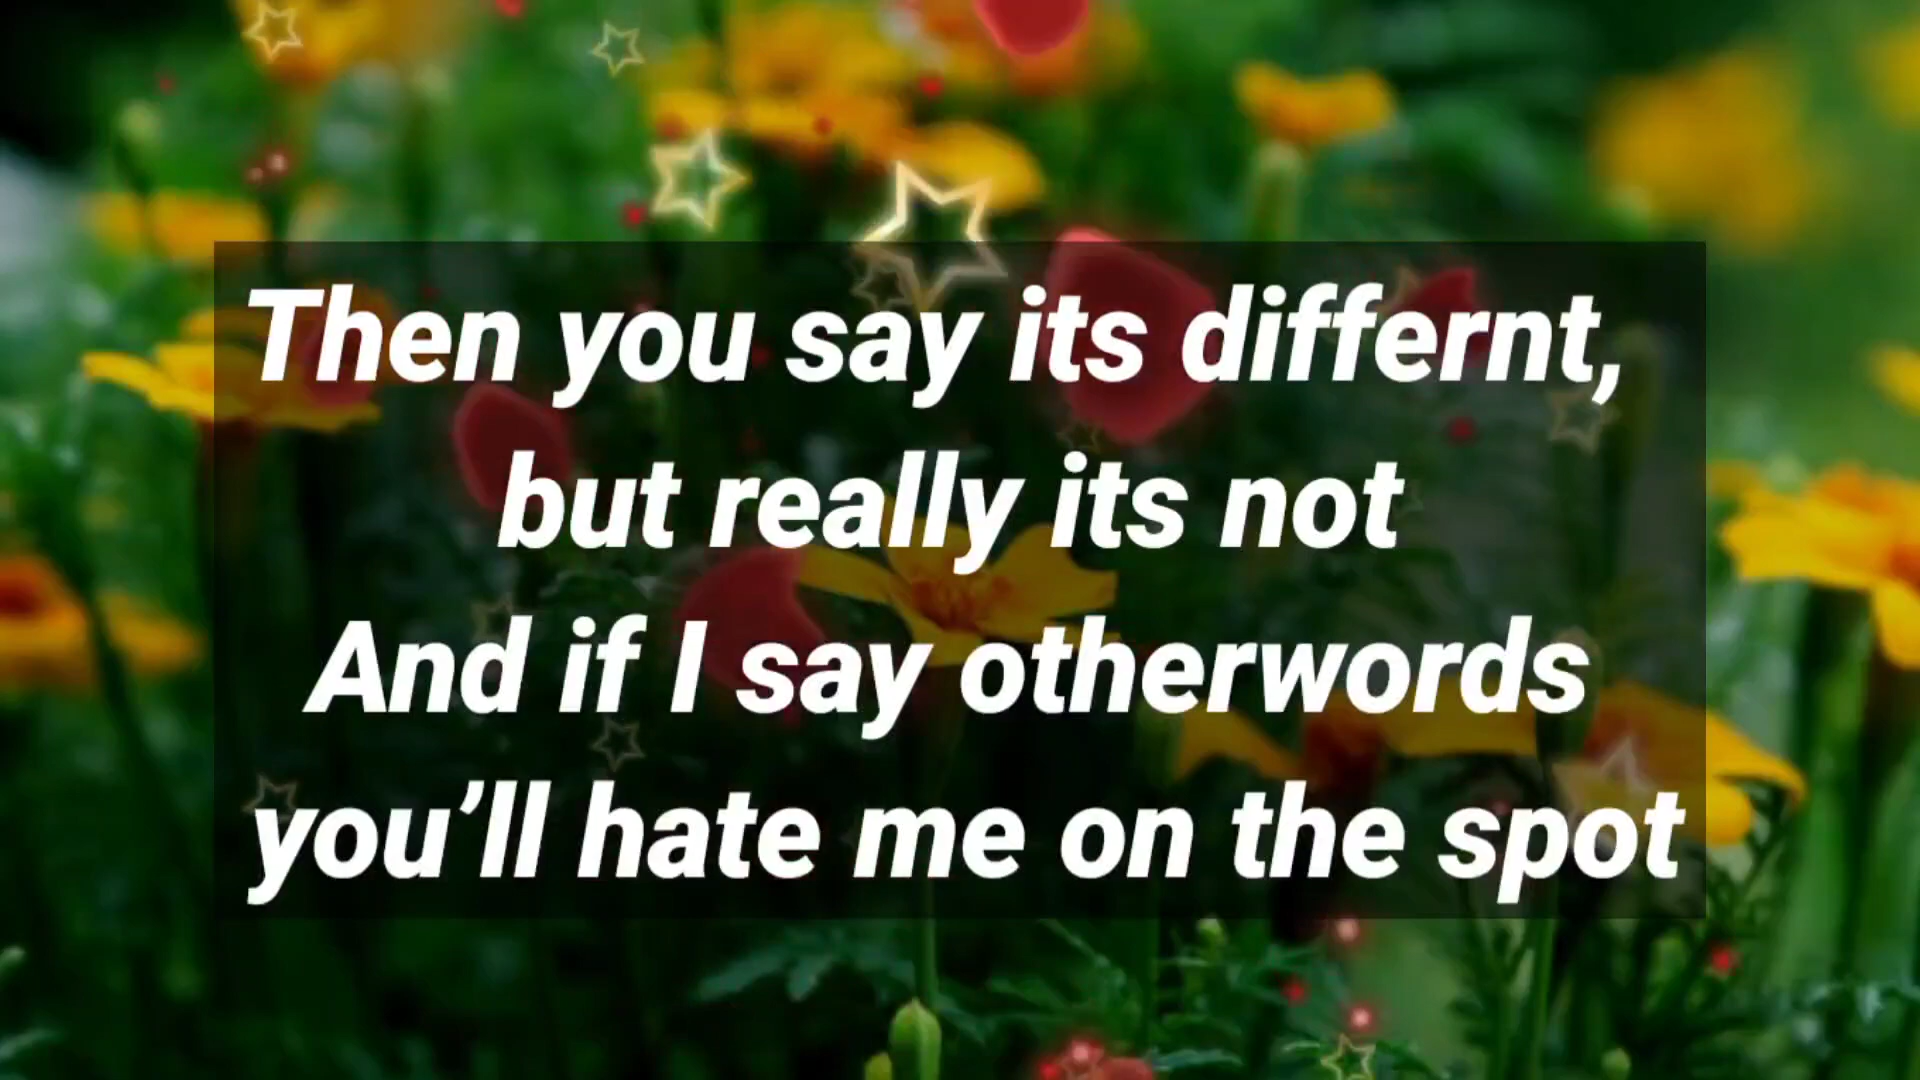 Then you say its differnt,
but really its not
And if I say otherwords
you’ll hate me on the spot